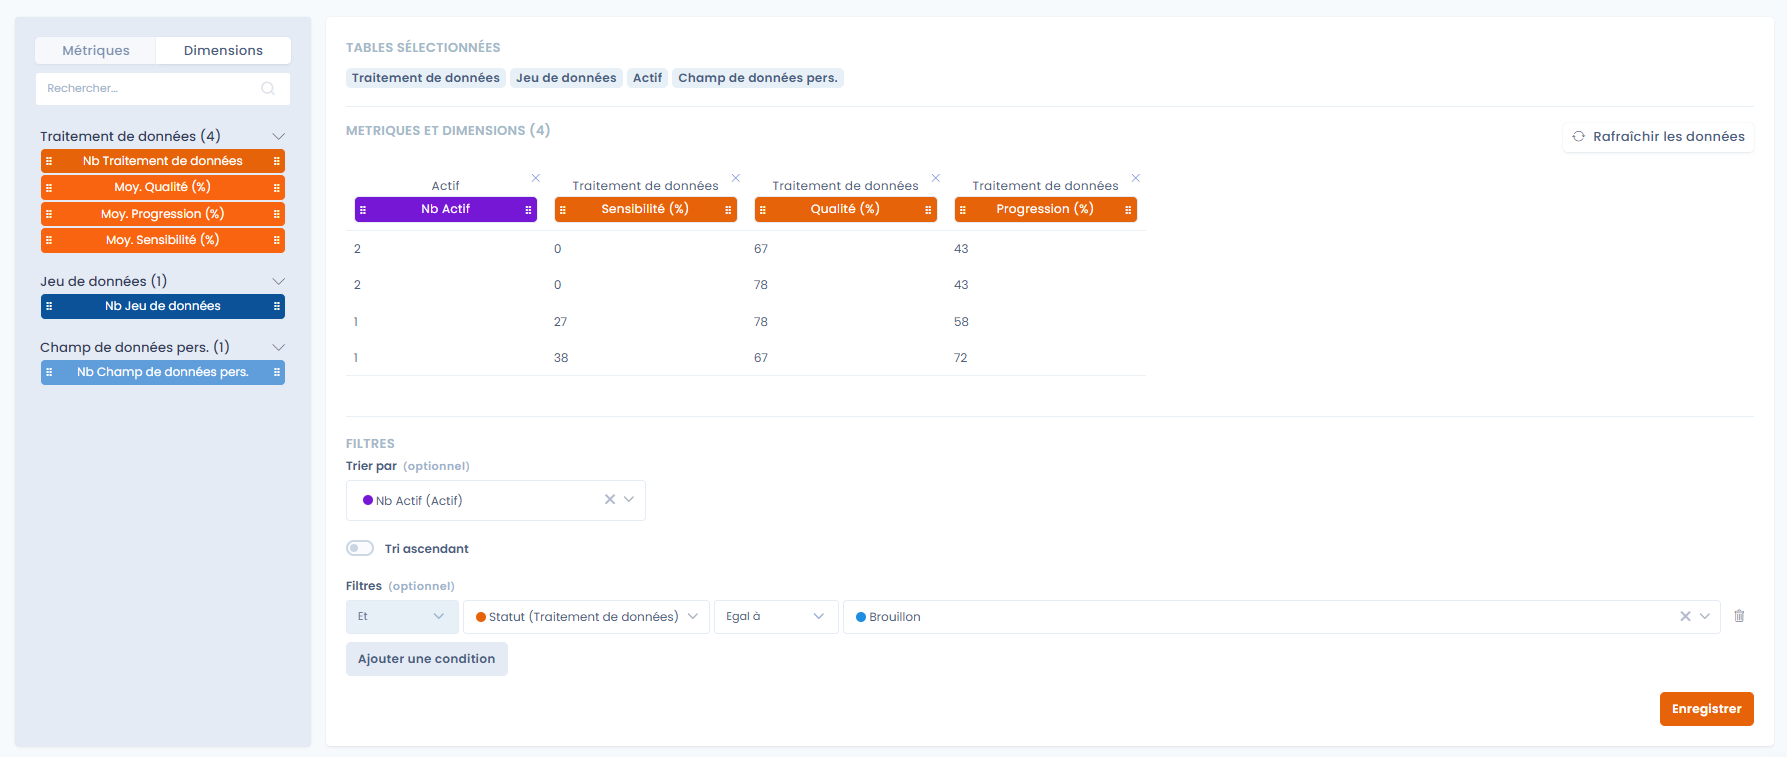 Métriques
Dimensions
Rechercher...
Traitement de données (4)
Nb Traitement de données
Moy. Qualité (%)
Moy. Progression (%)
Moy. Sensibilité (%)
Jeu de données (1)
Nb Jeu de données
Champ de données pers. (1)
Nb Champ de données pers.
TABLES SÉLECTIONNÉES
Traitement de données Jeu de données Actif Champ de données pers.
METRIQUES ET DIMENSIONS (4)
Rafraîchir les données
Actif Traitement de données Traitement de données Traitement de données
Nb Actif Sensibilité (%) Qualité (%) Progression (%)
2 0 67 43
2 0 78 43
1 27 78 58
1 38 67 72
FILTRES
Trier par (optionnel)
Nb Actif (Actif)
Tri ascendant
Filtres (optionnel)
Et Statut (Traitement de données) Egal à Brouillon
Ajouter une condition
Enregistrer